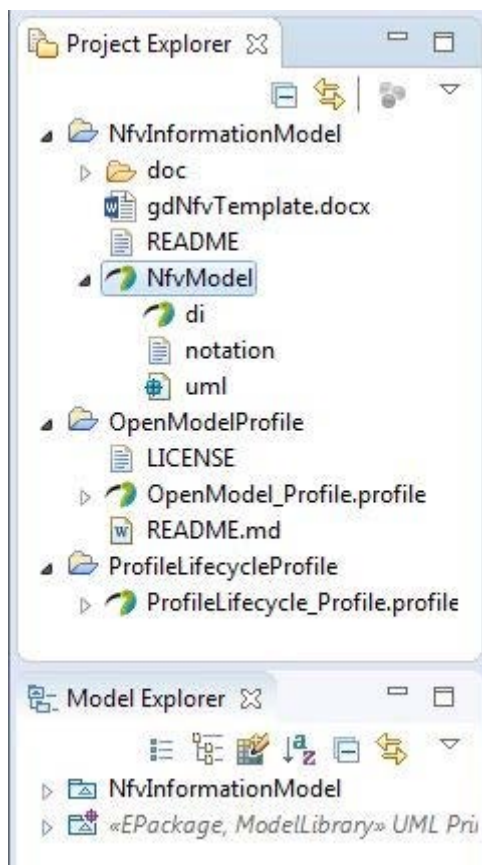 Project Explorer
NfvInformationModel
doc
gdNfvTemplate.docx
README
NfvModel
di
notation
uml
OpenModelProfile
LICENSE
OpenModel_Profile.profile
README.md
ProfileLifecycleProfile
ProfileLifecycle_Profile.profile
Model Explorer
NfvInformationModel
«EPackage, ModelLibrary» UML Pri